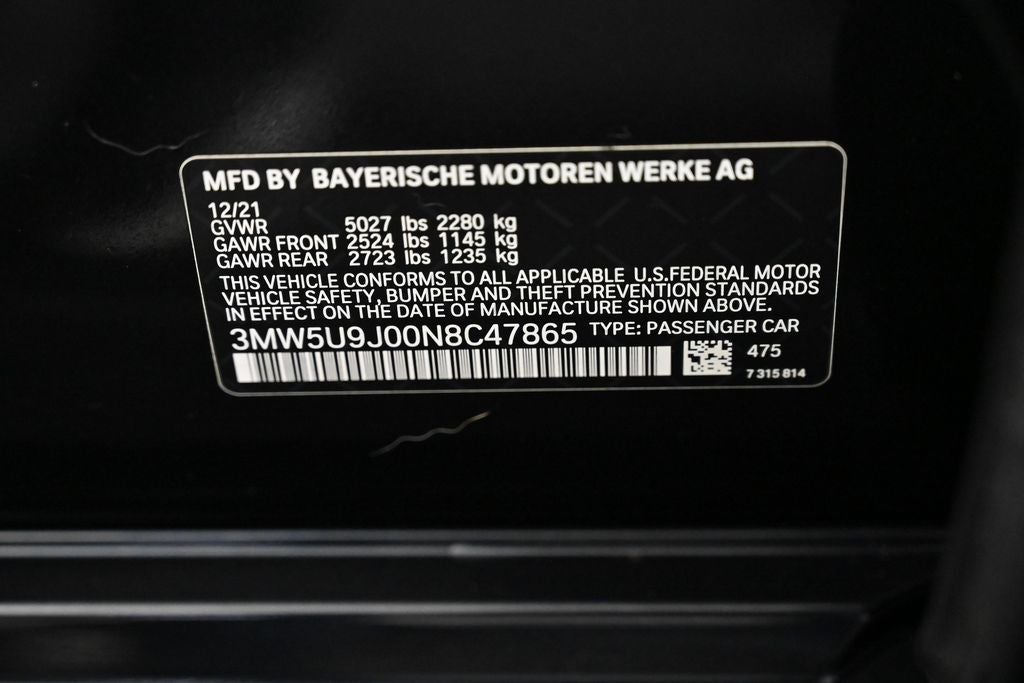 MFD BY BAYERISCHE MOTOREN WERKE AG
12/21
GVWR 5027 lbs 2280 kg
GAWR FRONT 2524 lbs 1145 kg
GAWR REAR 2723 lbs 1235 kg
THIS VEHICLE CONFORMS TO ALL APPLICABLE U.S.FEDERAL MOTOR
VEHICLE SAFETY, BUMPER AND THEFT PREVENTION STANDARDS
IN EFFECT ON THE DATE OF MANUFACTURE SHOWN ABOVE.
3MW5U9J00N8C47865 TYPE: PASSENGER CAR
475
7 315 814